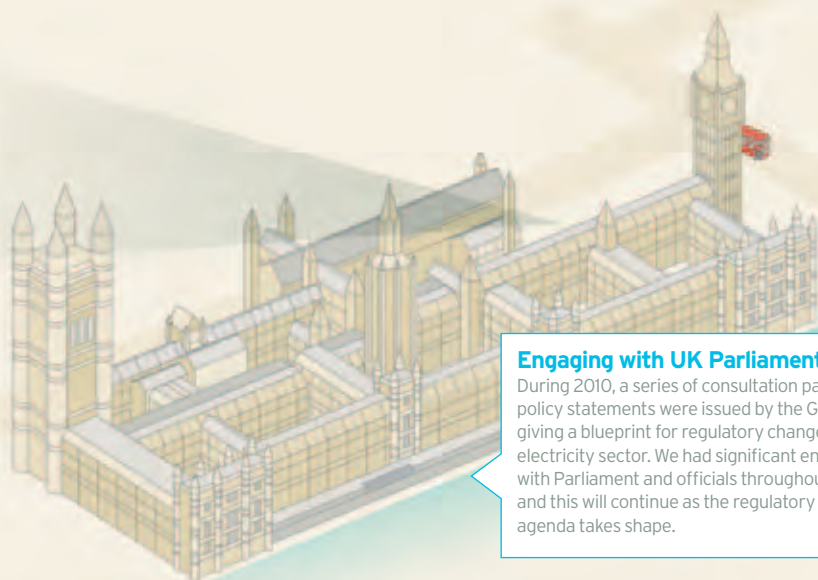 Engaging with UK Parliament
During 2010, a series of consultation pa
policy statements were issued by the G
giving a blueprint for regulatory change
electricity sector. We had significant en
with Parliament and officials throughou
and this will continue as the regulatory
agenda takes shape.